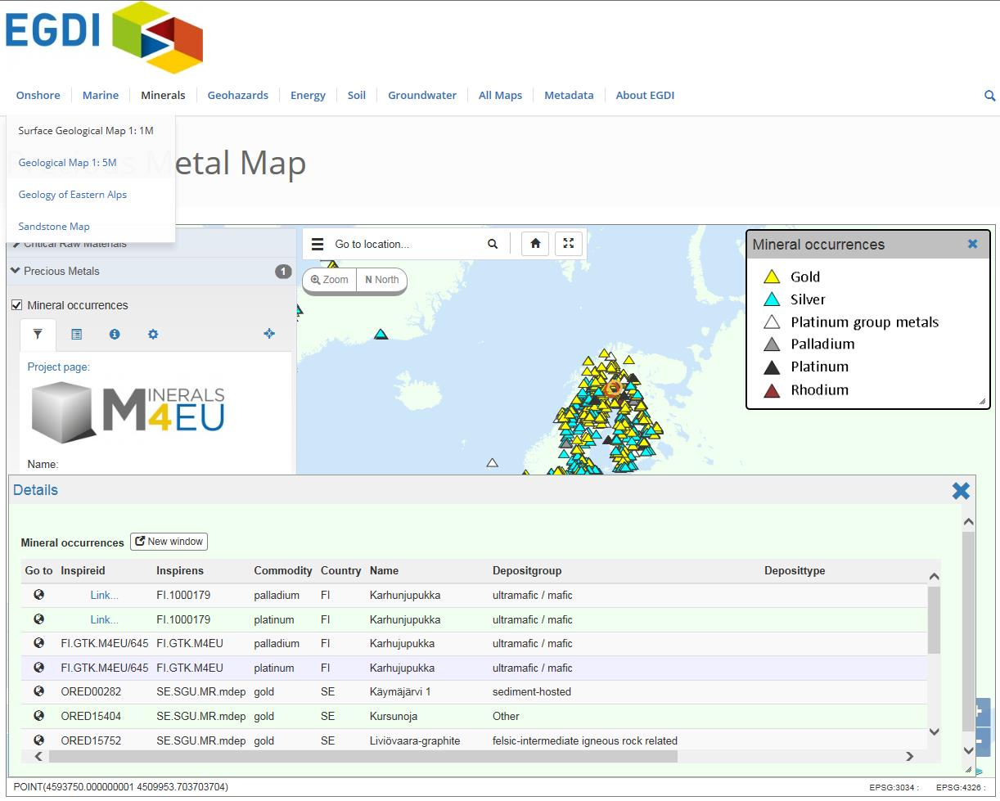 EGDI
Onshore Marine Minerals Geohazards Energy Soil Groundwater All Maps Metadata About EGDI
Surface Geological Map 1: 1M
Geological Map 1: 5M
Geology of Eastern Alps
Sandstone Map
etal Map
Critical Raw Materials
Precious Metals 1
Mineral occurrences
Project page:
MINERALS
M4EU
Name:
Go to location...
Zoom N North
Mineral occurrences
Gold
Silver
Platinum group metals
Palladium
Platinum
Rhodium
Details
Mineral occurrences New window
Go to Inspireid Inspirens Commodity Country Name Depositgroup Deposittype
Link... FI.1000179 palladium FI Karhunjupukka ultramafic / mafic
Link... FI.1000179 platinum FI Karhunjupukka ultramafic / mafic
FI.GTK.M4EU/645 FI.GTK.M4EU palladium FI Karhujupukka ultramafic / mafic
FI.GTK.M4EU/645 FI.GTK.M4EU platinum FI Karhujupukka ultramafic / mafic
ORED00282 SE.SGU.MR.mdep gold SE Käymäjärvi 1 sediment-hosted
ORED15404 SE.SGU.MR.mdep gold SE Kursunoja Other
ORED15752 SE.SGU.MR.mdep gold SE Liviövaara-graphite felsic-intermediate igneous rock related
POINT(4593750.000000001 4509953.703703704) EPSG:3034 : EPSG:4326 :